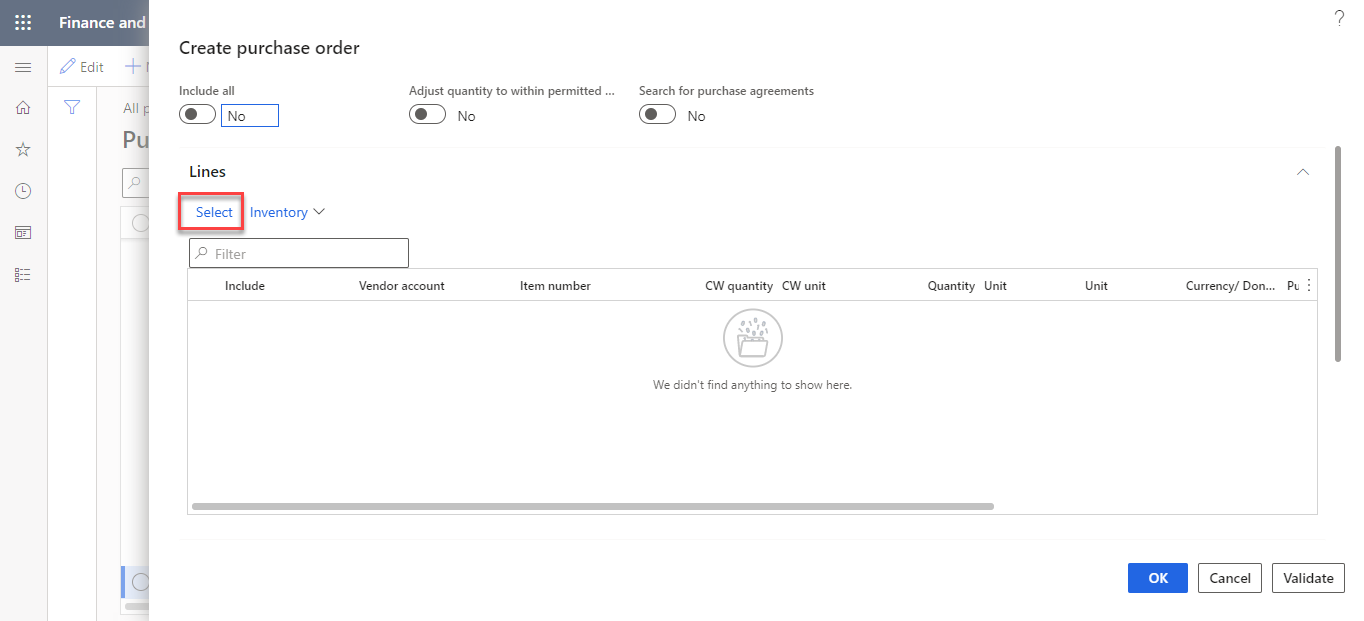 Finance and
?
Create purchase order
Edit
Include all
No
Adjust quantity to within permitted ...
No
Search for purchase agreements
No
All p
Pu
Lines
Select Inventory
Filter
Include Vendor account Item number CW quantity CW unit Quantity Unit Unit Currency/ Don... Pu
We didn't find anything to show here.
OK Cancel Validate